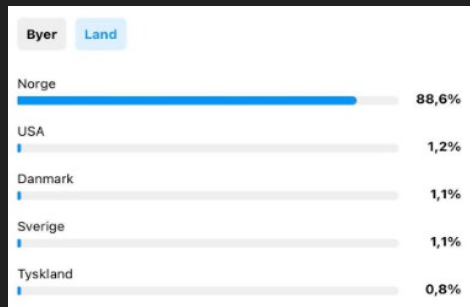 Byer Land
Norge
88,6%
USA
1,2%
Danmark
1,1%
Sverige
1,1%
Tyskland
0,8%